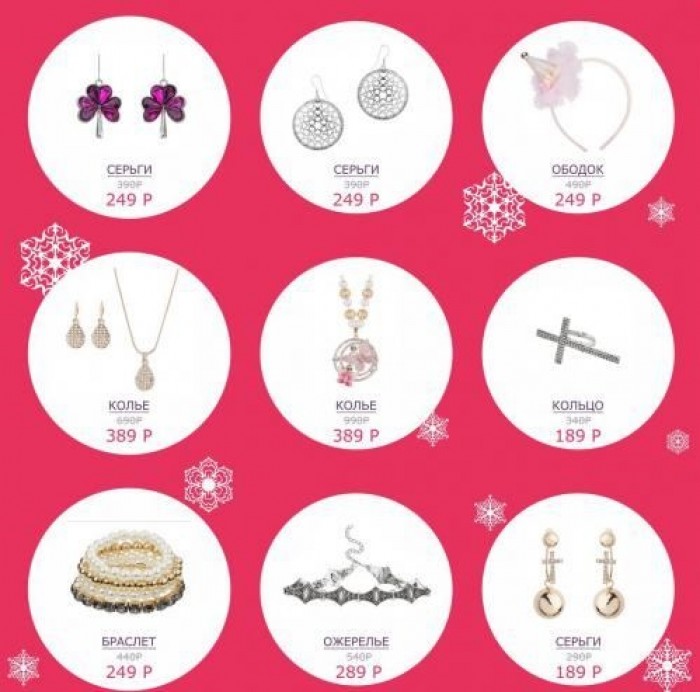 СЕРЬГИ
390Р
249 Р
СЕРЬГИ
390Р
249 Р
ОБОДОК
490Р
249 Р
КОЛЬЕ
690Р
389 Р
КОЛЬЕ
990Р
389 Р
КОЛЬЦО
340Р
189 Р
БРАСЛЕТ
440Р
249 Р
ОЖЕРЕЛЬЕ
540Р
289 Р
СЕРЬГИ
290Р
189 Р